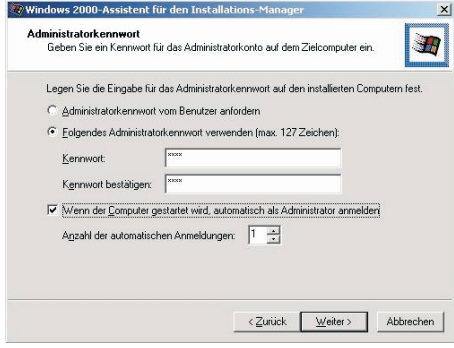 Windows 2000-Assistent für den Installations-Manager
Administratorkennwort
Geben Sie ein Kennwort für das Administratorkonto auf dem Zielcomputer ein.
Legen Sie die Eingabe für das Administratorkennwort auf den installierten Computern fest.
Administratorkennwort vom Benutzer anfordern
Folgendes Administratorkennwort verwenden (max. 127 Zeichen):
Kennwort: xxxx
Kennwort bestätigen: xxxx
Wenn der Computer gestartet wird, automatisch als Administrator anmelden
Anzahl der automatischen Anmeldungen: 1
< Zurück Weiter > Abbrechen